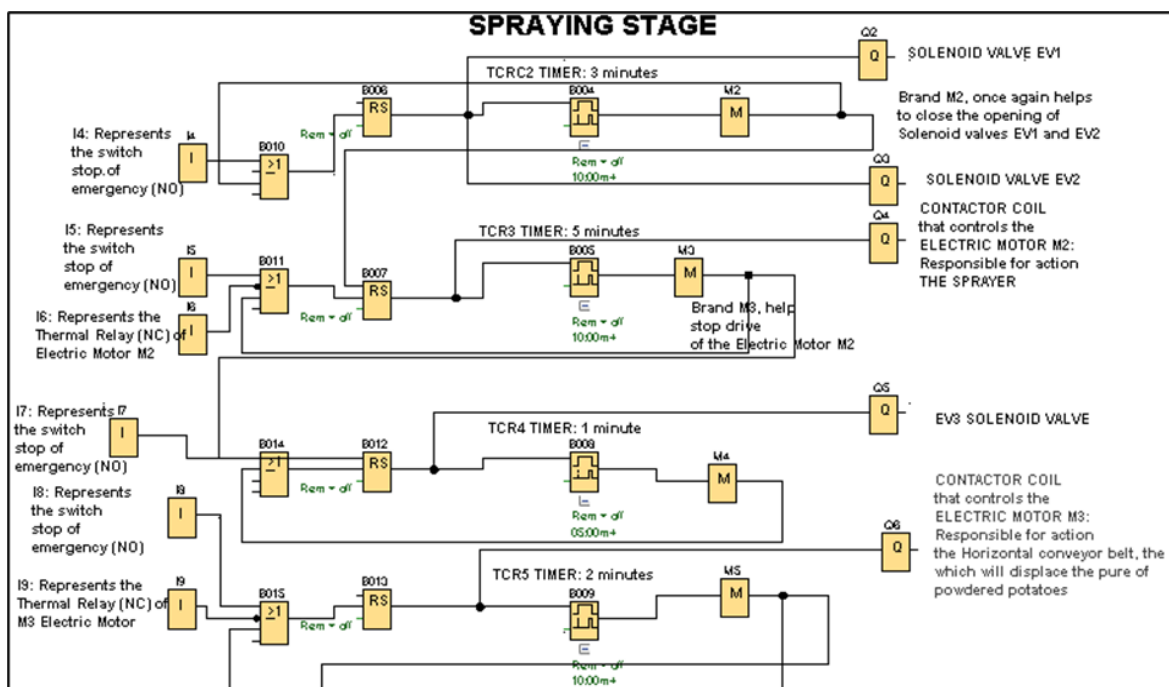 SPRAYING STAGE
Q2
Q
SOLENOID VALVE EV1
TCRC2 TIMER: 3 minutes
B006
RS
Rem = off
B004
Rem = off
10:00m+
M2
M
Brand M2, once again helps
to close the opening of
Solenoid valves EV1 and EV2
I4: Represents
the switch
stop.of
emergency (NO)
I4
I
B010
>1
Q3
Q
SOLENOID VALVE EV2
CONTACTOR COIL
that controls the
ELECTRIC MOTOR M2:
Responsible for action
THE SPRAYER
Q4
Q
I5: Represents
the switch
stop of
emergency (NO)
I5
I
TCR3 TIMER: 5 minutes
B011
>1
B007
RS
Rem = off
B005
Rem = off
10:00m+
M3
M
Brand M3, help
stop drive
of the Electric Motor M2
I6: Represents the
Thermal Relay (NC) of
Electric Motor M2
I6
I
Q5
Q
EV3 SOLENOID VALVE
I7: Represents
the switch
stop of
emergency (NO)
I7
I
TCR4 TIMER: 1 minute
B014
>1
B012
RS
Rem = off
B008
Rem = off
05:00m+
M4
M
I8: Represents
the switch
stop of
emergency (NO)
I8
I
CONTACTOR COIL
that controls the
ELECTRIC MOTOR M3:
Responsible for action
the Horizontal conveyor belt, the
which will displace the pure of
powdered potatoes
Q6
Q
TCR5 TIMER: 2 minutes
I9: Represents the
Thermal Relay (NC) of
M3 Electric Motor
I9
I
B015
>1
B013
RS
Rem = off
B009
Rem = off
10:00m+
M5
M